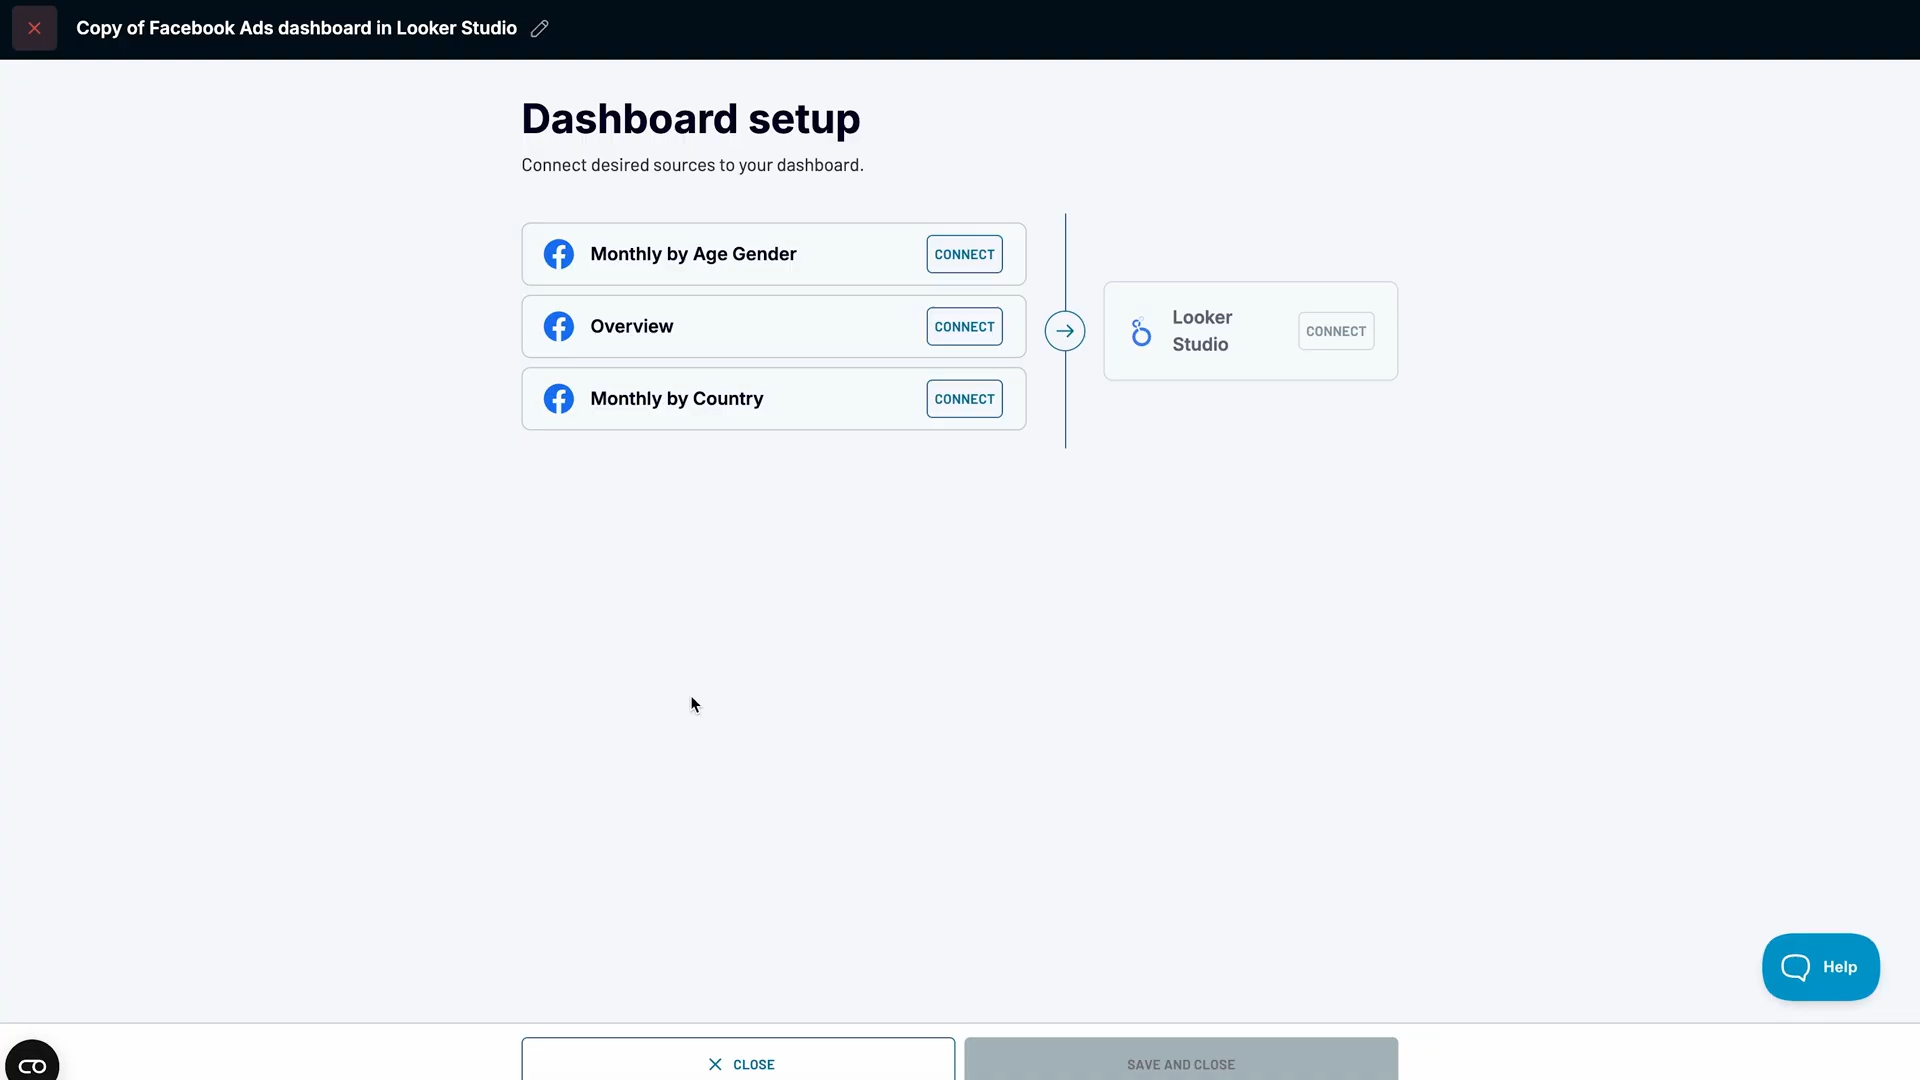 Copy of Facebook Ads dashboard in Looker Studio
Dashboard setup
Connect desired sources to your dashboard.
Monthly by Age Gender
CONNECT
Overview
CONNECT
Monthly by Country
CONNECT
Looker
Studio
CONNECT
Help
CLOSE
SAVE AND CLOSE